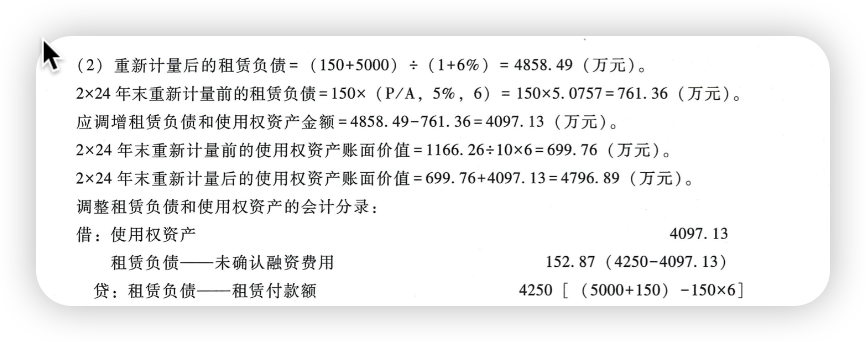 （2）重新计量后的租赁负债=（150+5000）÷（1+6%）=4858.49（万元）。
2×24 年末重新计量前的租赁负债=150×（P/A，5%，6）=150×5.0757=761.36（万元）。
应调增租赁负债和使用权资产金额=4858.49-761.36=4097.13（万元）。
2×24 年末重新计量前的使用权资产账面价值=1166.26÷10×6=699.76（万元）。
2×24 年末重新计量后的使用权资产账面价值=699.76+4097.13=4796.89（万元）。
调整租赁负债和使用权资产的会计分录：
借：使用权资产 4097.13
租赁负债——未确认融资费用 152.87（4250-4097.13）
贷：租赁负债——租赁付款额 4250［（5000+150）-150×6］